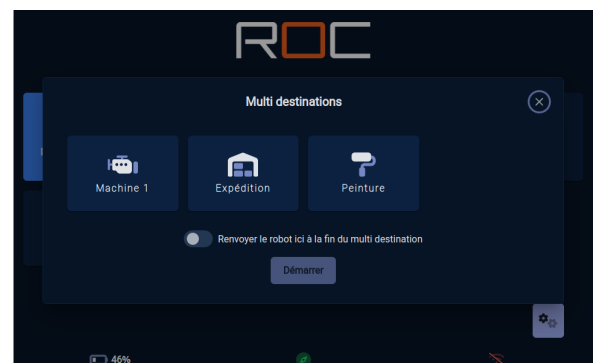 ROC
Multi destinations
Machine 1
Expédition
Peinture
Renvoyer le robot ici à la fin du multi destination
Démarrer
46%